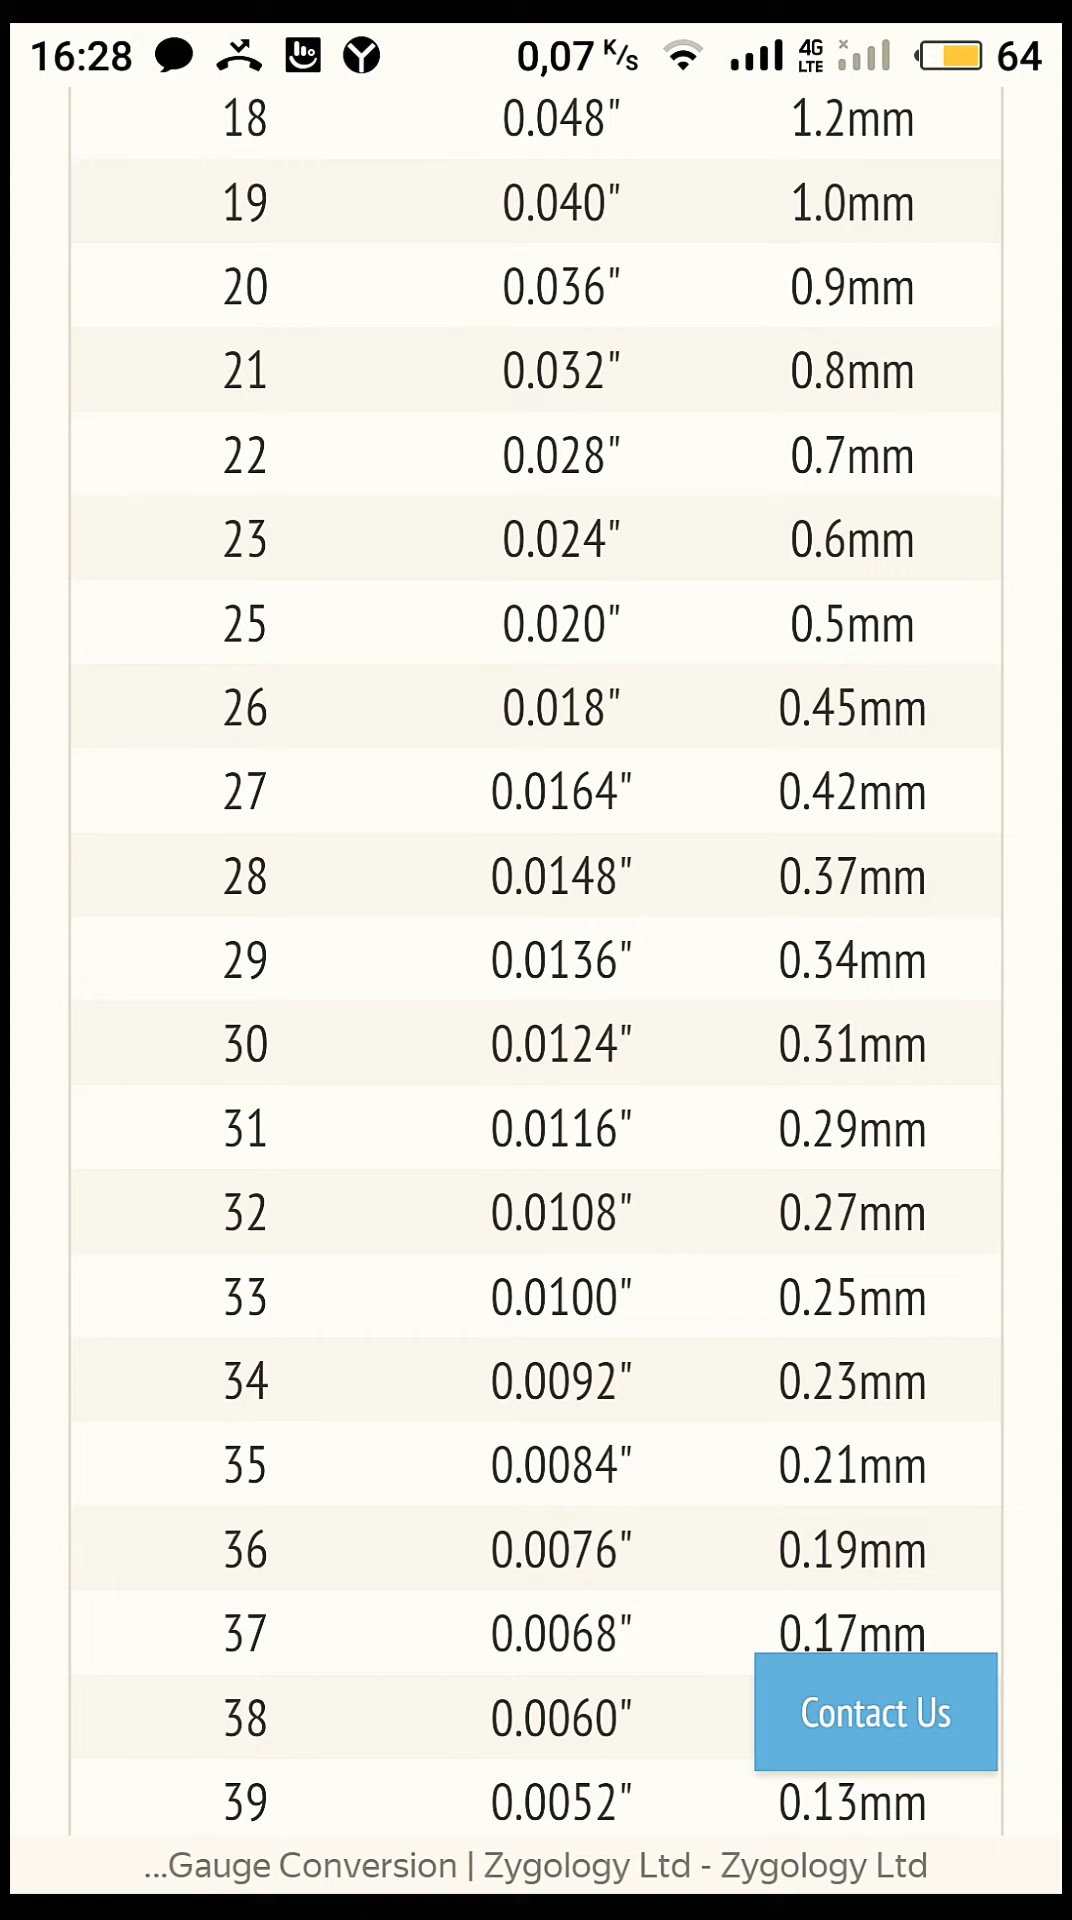 16:28 0,07 K/s 4G LTE 64
18 0.048" 1.2mm
19 0.040" 1.0mm
20 0.036" 0.9mm
21 0.032" 0.8mm
22 0.028" 0.7mm
23 0.024" 0.6mm
25 0.020" 0.5mm
26 0.018" 0.45mm
27 0.0164" 0.42mm
28 0.0148" 0.37mm
29 0.0136" 0.34mm
30 0.0124" 0.31mm
31 0.0116" 0.29mm
32 0.0108" 0.27mm
33 0.0100" 0.25mm
34 0.0092" 0.23mm
35 0.0084" 0.21mm
36 0.0076" 0.19mm
37 0.0068" 0.17mm
38 0.0060" Contact Us
39 0.0052" 0.13mm
...Gauge Conversion | Zygology Ltd - Zygology Ltd